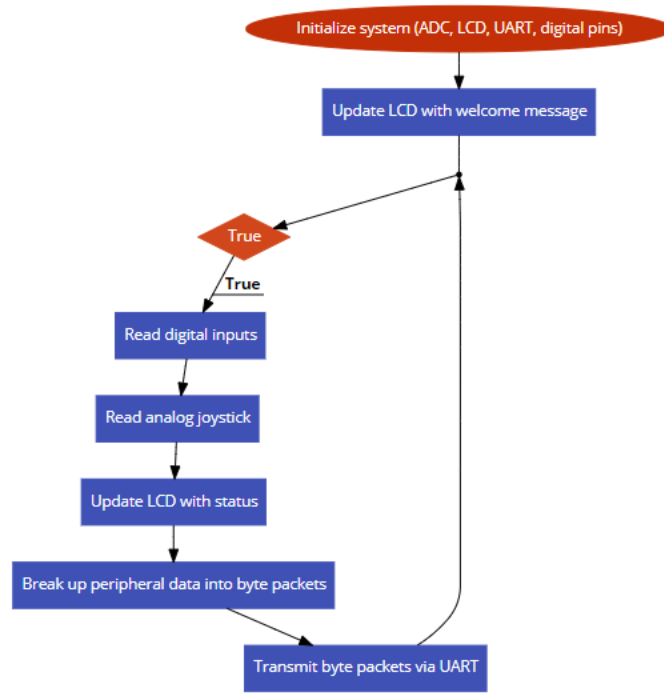 Initialize system (ADC, LCD, UART, digital pins)
Update LCD with welcome message
True
True
Read digital inputs
Read analog joystick
Update LCD with status
Break up peripheral data into byte packets
Transmit byte packets via UART